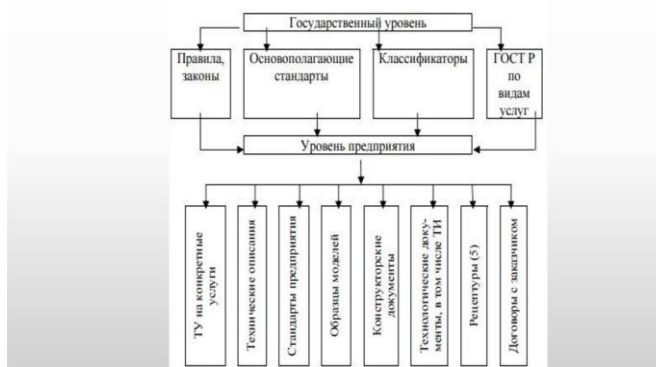 Государственный уровень
Правила,
законы
Основополагающие
стандарты
Классификаторы
ГОСТ Р
по
видам
услуг
Уровень предприятия
ТУ на конкретные
услуги
Технические описания
Стандарты предприятия
Образцы моделей
Конструкторские
документы
Технологические доку-
менты, в том числе ТИ
Рецептуры (5)
Договоры с заказчиком